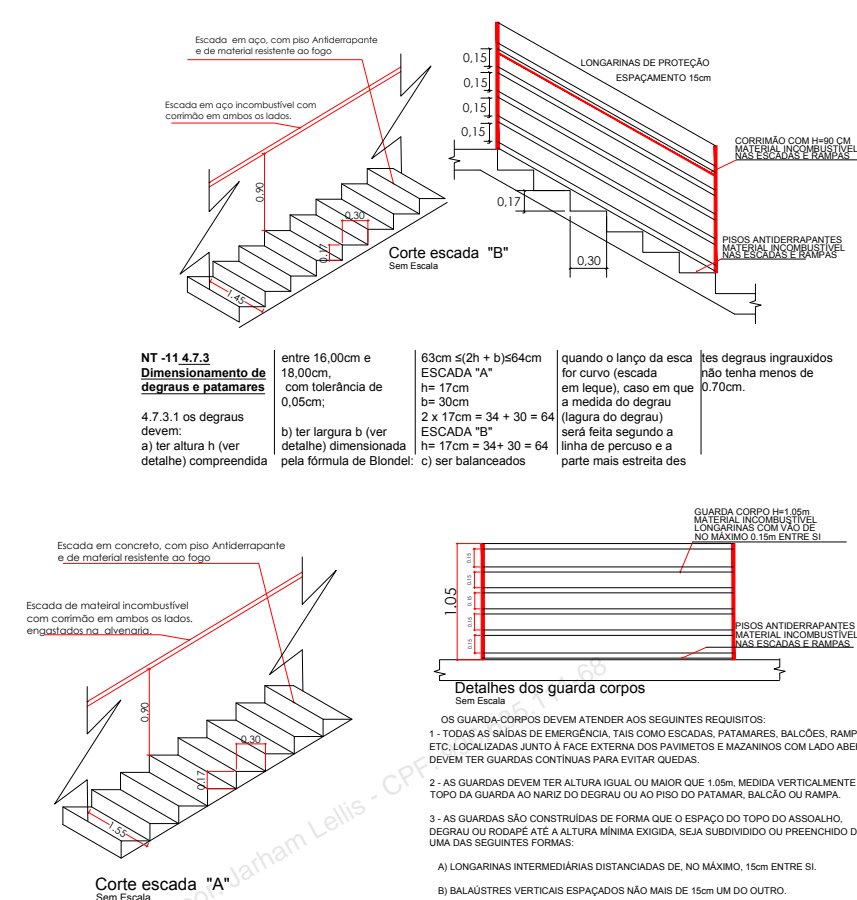 Escada em aço, com piso Antiderrapante
e de material resistente ao fogo
Escada em aço incombustível com
corrimão em ambos os lados.
0,90
0,30
0,17
1,45
Corte escada "B"
Sem Escala
0,15
0,15
0,15
0,15
LONGARINAS DE PROTEÇÃO
ESPAÇAMENTO 15cm
CORRIMÃO COM H=90 CM
MATERIAL INCOMBUSTÍVEL
NAS ESCADAS E RAMPAS
0,17
0,30
PISOS ANTIDERRAPANTES
MATERIAL INCOMBUSTÍVEL
NAS ESCADAS E RAMPAS
NT -11 4.7.3
Dimensionamento de
degraus e patamares
4.7.3.1 os degraus
devem:
a) ter altura h (ver
detalhe) compreendida
entre 16,00cm e
18,00cm,
com tolerância de
0,05cm;
b) ter largura b (ver
detalhe) dimensionada
pela fórmula de Blondel:
63cm ≤(2h + b)≤64cm
ESCADA "A"
h= 17cm
b= 30cm
2 x 17cm = 34 + 30 = 64
ESCADA "B"
h= 17cm = 34+ 30 = 64
c) ser balanceados
quando o lanço da esca
for curvo (escada
em leque), caso em que
a medida do degrau
(lagura do degrau)
será feita segundo a
linha de percuso e a
parte mais estreita des
tes degraus ingrauxidos
não tenha menos de
0.70cm.
Escada em concreto, com piso Antiderrapante
e de material resistente ao fogo
Escada de mateiral incombustível
com corrimão em ambos os lados.
engastados na alvenaria.
0,90
0,30
0,17
1,55
Corte escada "A"
Sem Escala
GUARDA CORPO H=1.05m
MATERIAL INCOMBUSTÍVEL
LONGARINAS COM VÃO DE
NO MÁXIMO 0.15m ENTRE SI
1,05
0.15
0.15
0.15
0.15
PISOS ANTIDERRAPANTES
MATERIAL INCOMBUSTÍVEL
NAS ESCADAS E RAMPAS
Detalhes dos guarda corpos
Sem Escala
OS GUARDA-CORPOS DEVEM ATENDER AOS SEGUINTES REQUISITOS:
1 - TODAS AS SAÍDAS DE EMERGÊNCIA, TAIS COMO ESCADAS, PATAMARES, BALCÕES, RAMP
ETC, LOCALIZADAS JUNTO À FACE EXTERNA DOS PAVIMETOS E MAZANINOS COM LADO ABE
DEVEM TER GUARDAS CONTÍNUAS PARA EVITAR QUEDAS.
2 - AS GUARDAS DEVEM TER ALTURA IGUAL OU MAIOR QUE 1.05m, MEDIDA VERTICALMENTE
TOPO DA GUARDA AO NARIZ DO DEGRAU OU AO PISO DO PATAMAR, BALCÃO OU RAMPA.
3 - AS GUARDAS SÃO CONSTRUÍDAS DE FORMA QUE O ESPAÇO DO TOPO DO ASSOALHO,
DEGRAU OU RODAPÉ ATÉ A ALTURA MÍNIMA EXIGIDA, SEJA SUBDIVIDIDO OU PREENCHIDO D
UMA DAS SEGUINTES FORMAS:
A) LONGARINAS INTERMEDIÁRIAS DISTANCIADAS DE, NO MÁXIMO, 15cm ENTRE SI.
B) BALAÚSTRES VERTICAIS ESPAÇADOS NÃO MAIS DE 15cm UM DO OUTRO.
Jarham Lellis - CPF